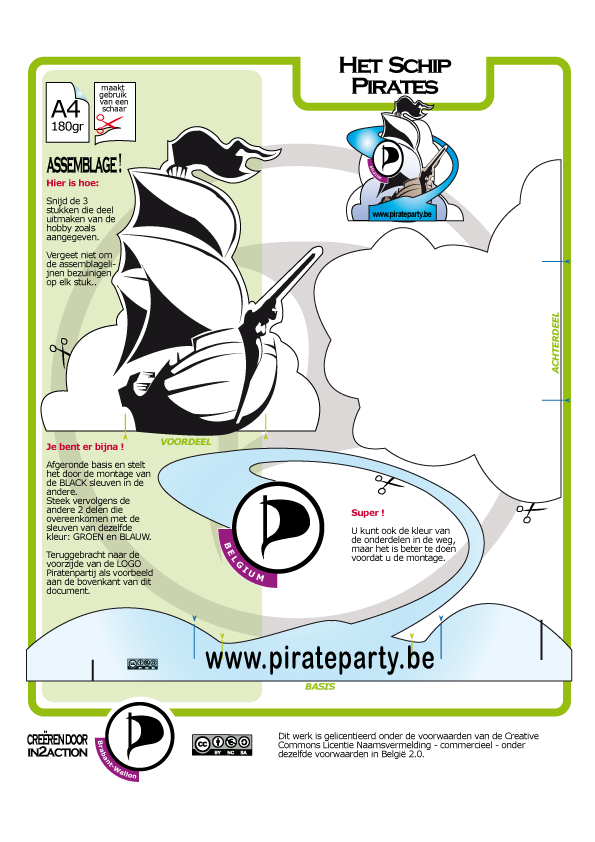 HET SCHIP
PIRATES
A4
180gr
maakt
gebruik
van een
schaar
www.pirateparty.be
ASSEMBLAGE !
Hier is hoe:
Snijd de 3
stukken die deel
uitmaken van de
hobby zoals
aangegeven.
Vergeet niet om
de assemblageli-
jnen bezuinigen
op elk stuk..
ACHTERDEEL
VOORDEEL
Je bent er bijna !
Afgeronde basis en stelt
het door de montage van
de BLACK sleuven in de
andere.
Steek vervolgens de
andere 2 delen die
overeenkomen met de
sleuven van dezelfde
kleur: GROEN en BLAUW.
Teruggebracht naar de
voorzijde van de LOGO
Piratenpartij als voorbeeld
aan de bovenkant van dit
document.
BELGIUM
Super !
U kunt ook de kleur van
de onderdelen in de weg,
maar het is beter te doen
voordat u de montage.
www.pirateparty.be
BASIS
CREËREN DOOR
IN2ACTION
Brabant-Wallon
cc
BY NC SA
Dit werk is gelicentieerd onder de voorwaarden van de Creative
Commons Licentie Naamsvermelding - commercieel - onder
dezelfde voorwaarden in België 2.0.